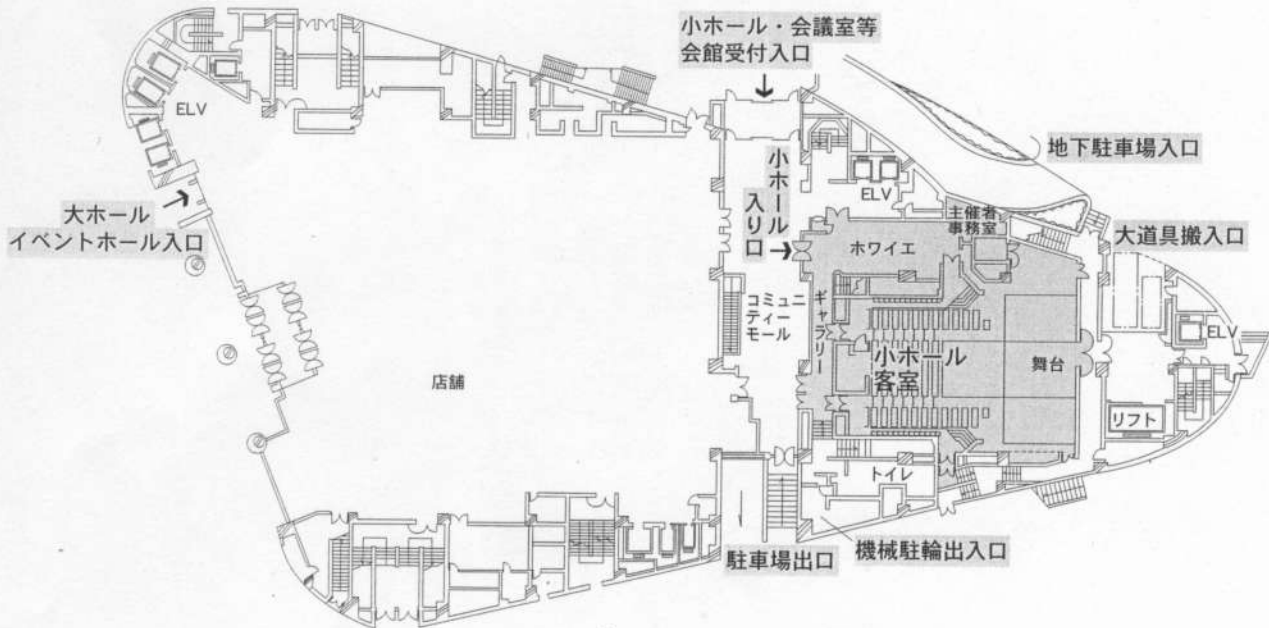 小ホール・会議室等
会館受付入口
ELV
地下駐車場入口
小ホール
入り口
ELV
大ホール
イベントホール入口
主催者
事務室
大道具搬入口
ホワイエ
コミュニ
ティー
モール
ギャラリー
ELV
小ホール
客室
舞台
店舗
リフト
トイレ
駐車場出口
機械駐輪出入口